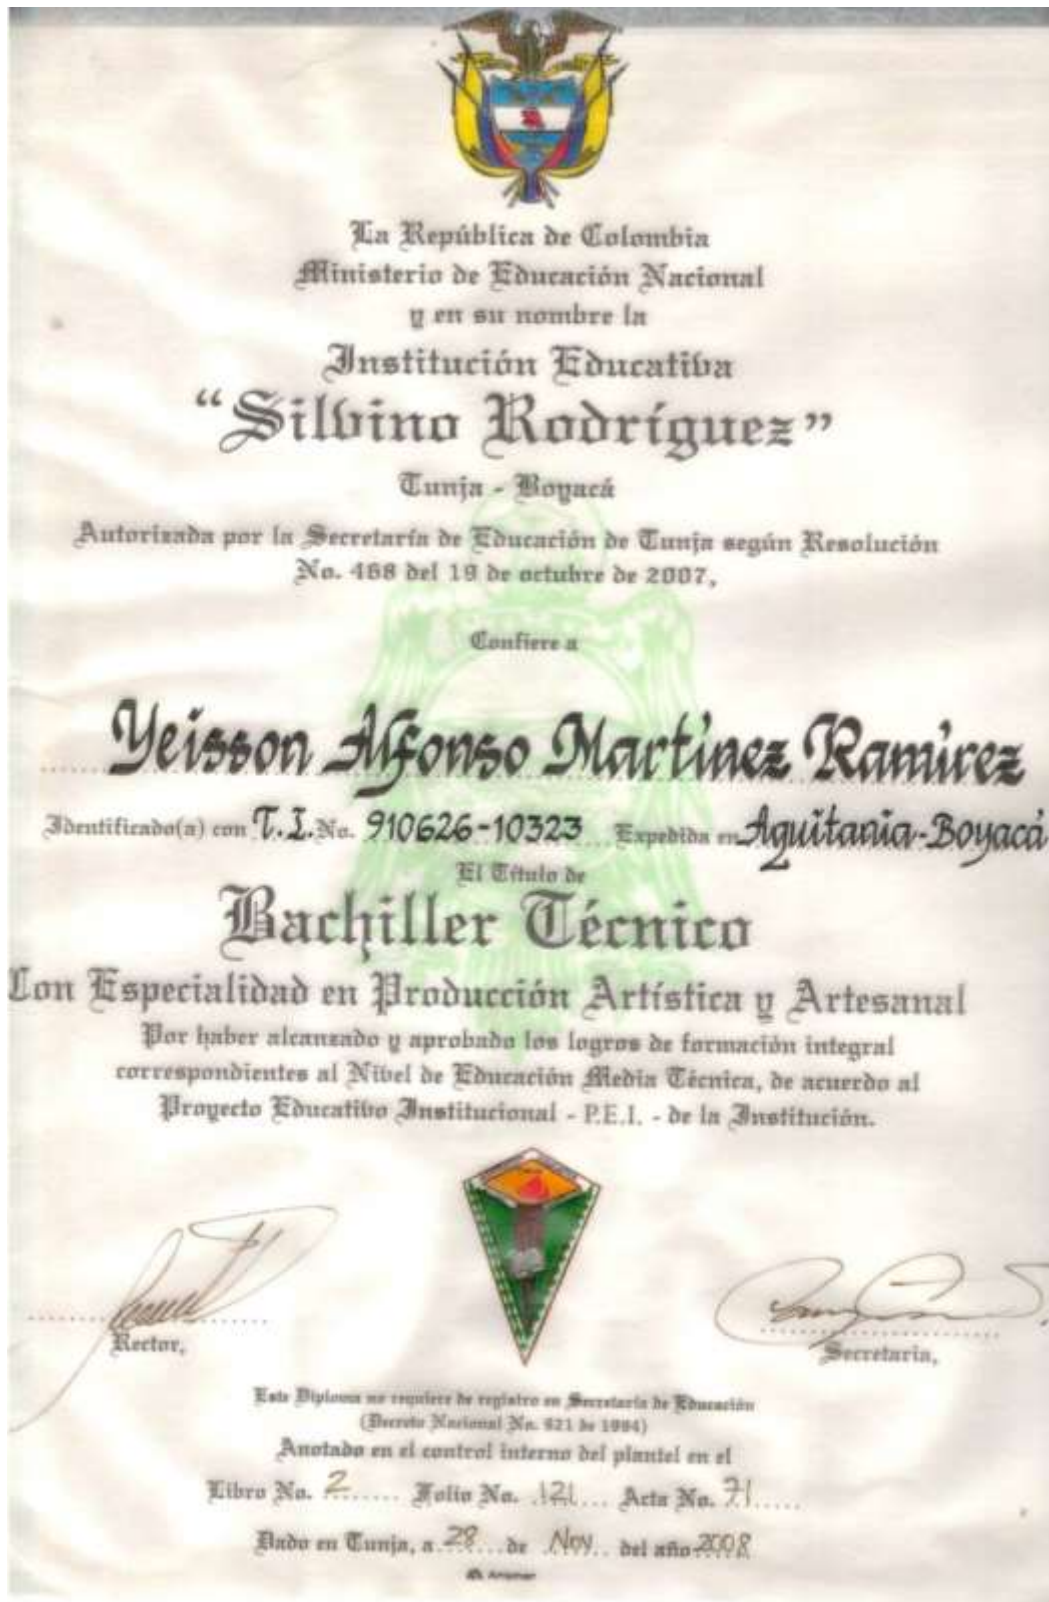 La República de Colombia
Ministerio de Educación Nacional
y en su nombre la
Institución Educativa
“Silvino Rodríguez”
Tunja - Boyacá
Autorizada por la Secretaría de Educación de Tunja según Resolución
No. 468 del 19 de octubre de 2007,
Confiere a
Yeisson Alfonso Martínez Ramírez
Identificado(a) con T.I. No. 910626-10323 Expedida en Aquitania-Boyacá
El Título de
Bachiller Técnico
Con Especialidad en Producción Artística y Artesanal
Por haber alcanzado y aprobado los logros de formación integral
correspondientes al Nivel de Educación Media Técnica, de acuerdo al
Proyecto Educativo Institucional - P.E.I. - de la Institución.
Rector,
Secretaria,
Este Diploma no requiere de registro en Secretaría de Educación
(Decreto Nacional No. 921 de 1994)
Anotado en el control interno del plantel en el
Libro No. 2 Folio No. 121 Acta No. 71
Dado en Tunja, a 28 de Nov. del año 2008